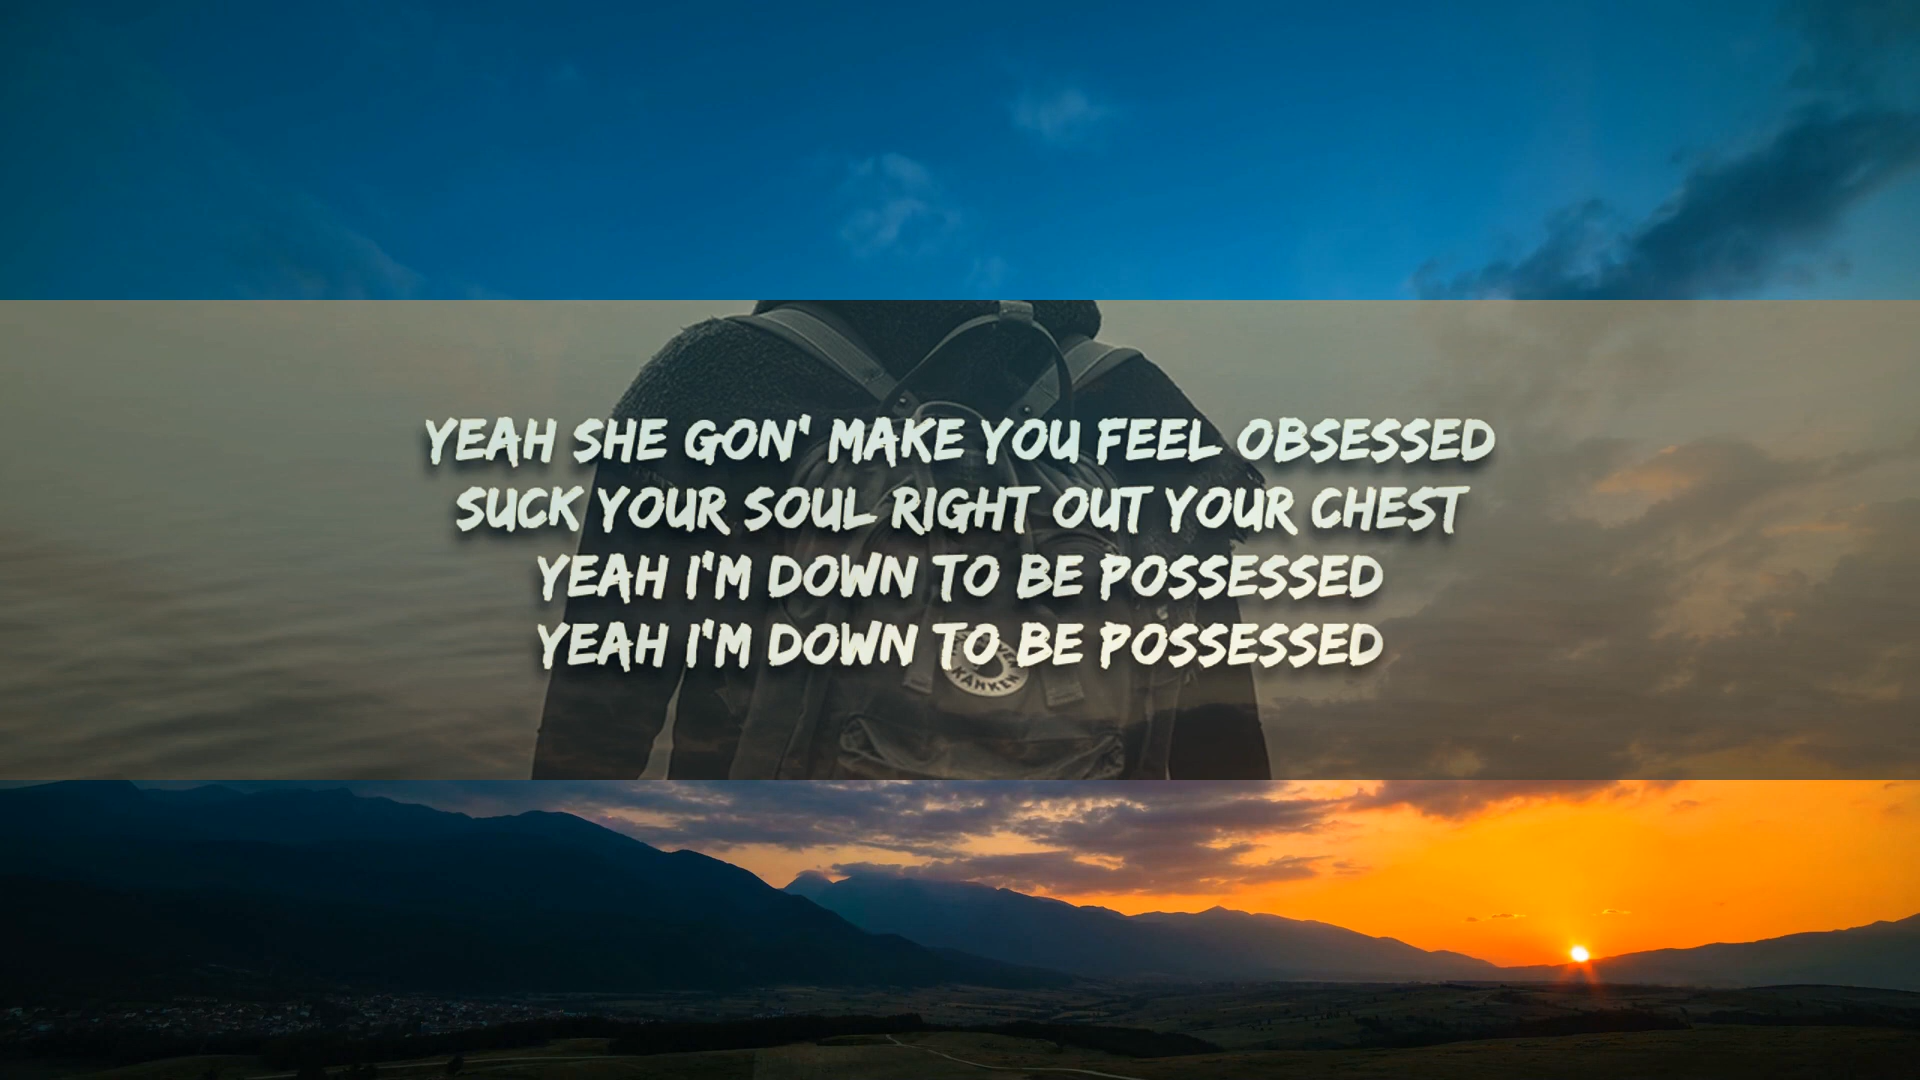 YEAH SHE GON' MAKE YOU FEEL OBSESSED
SUCK YOUR SOUL RIGHT OUT YOUR CHEST
YEAH I'M DOWN TO BE POSSESSED
YEAH I'M DOWN TO BE POSSESSED
KÅNKEN